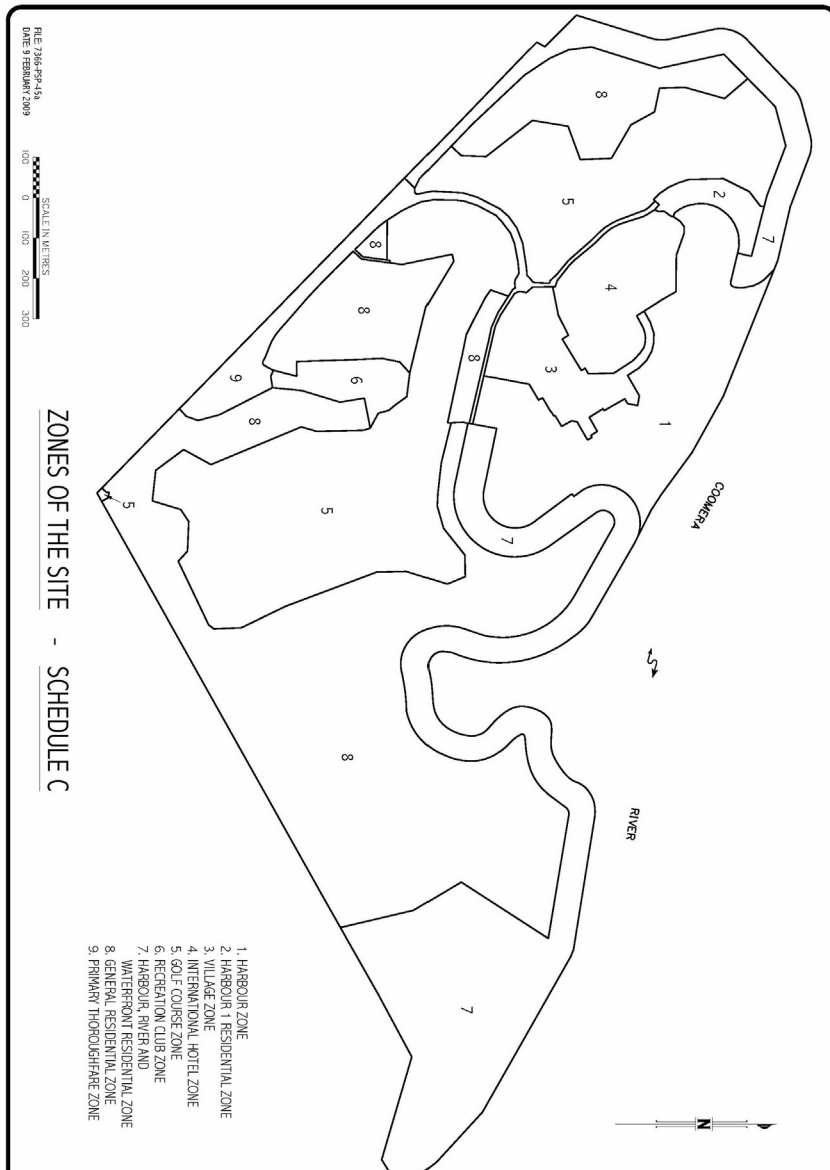 ZONES OF THE SITE - SCHEDULE C
FILE: 7366-PSP-45a
DATE: 9 FEBRUARY 2009
SCALE IN METRES
100 0 100 200 300
COOMERA
RIVER
N
1. HARBOUR ZONE
2. HARBOUR 1 RESIDENTIAL ZONE
3. VILLAGE ZONE
4. INTERNATIONAL HOTEL ZONE
5. GOLF COURSE ZONE
6. RECREATION CLUB ZONE
7. HARBOUR, RIVER AND
WATERFRONT RESIDENTIAL ZONE
8. GENERAL RESIDENTIAL ZONE
9. PRIMARY THOROUGHFARE ZONE
8
5
2
7
4
3
1
8
8
8
6
9
8
5
5
7
8
7